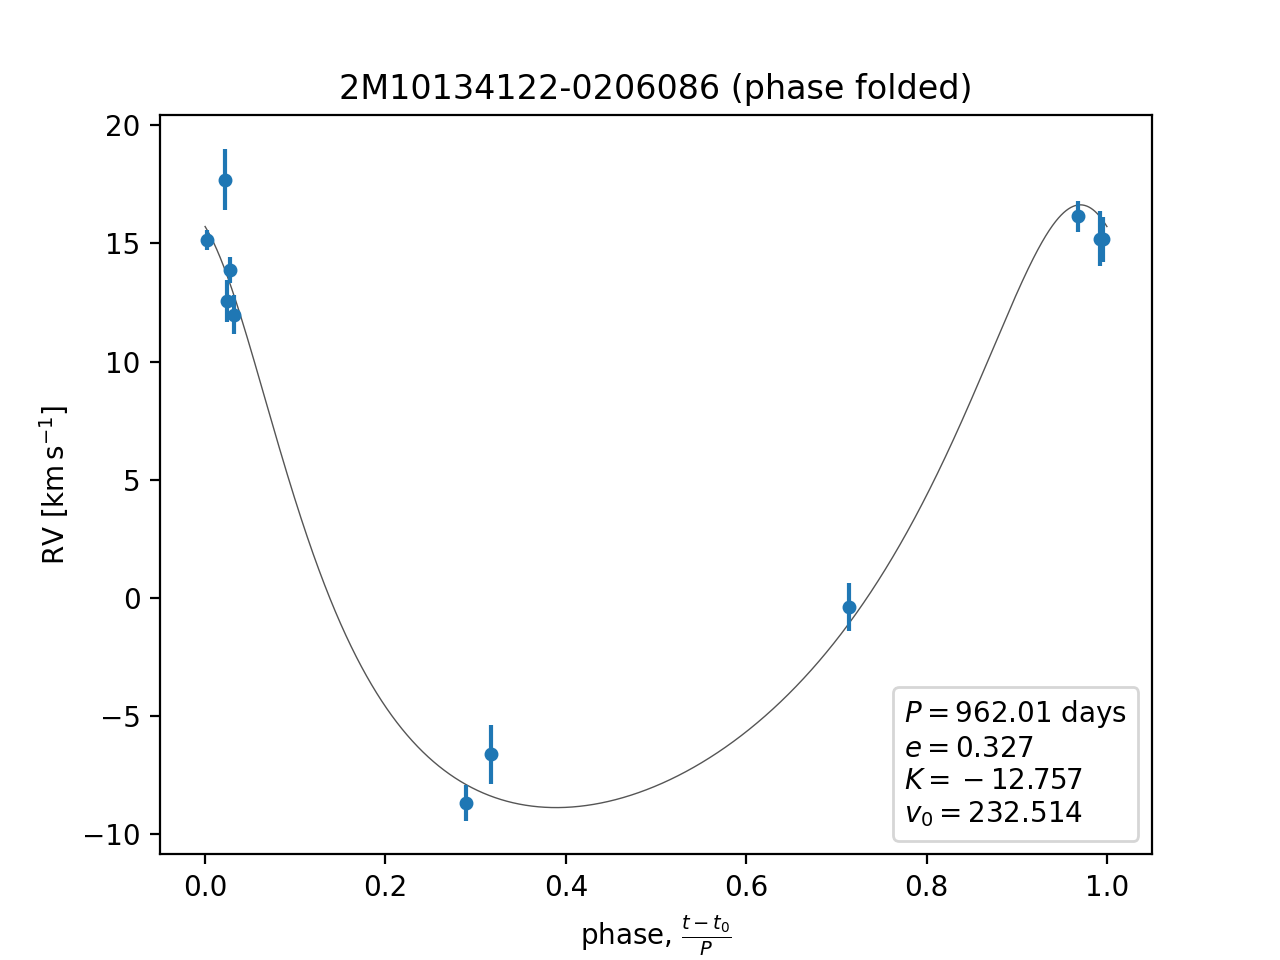 2M10134122-0206086 (phase folded)
RV [km s⁻¹]
20
15
10
5
0
−5
−10
P = 962.01 days
e = 0.327
K = −12.757
v₀ = 232.514
0.0 0.2 0.4 0.6 0.8 1.0
phase, (t − t₀)/P